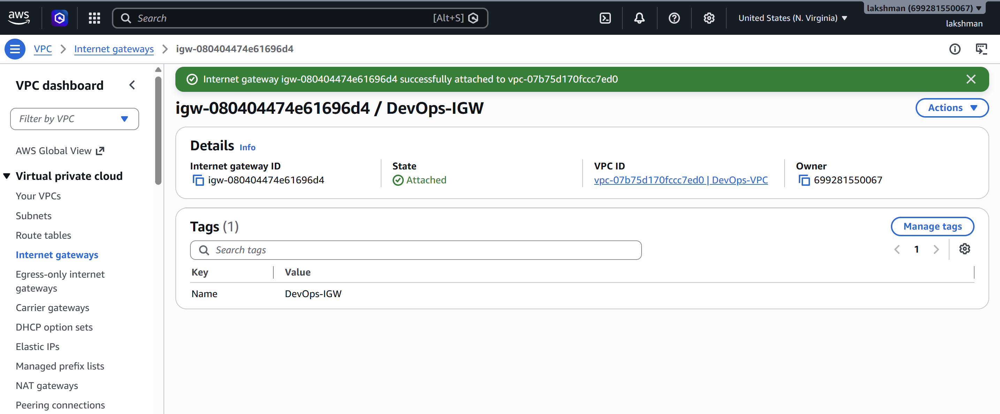 aws
Search
[Alt+S]
United States (N. Virginia)
lakshman (699281550067)
lakshman
VPC
Internet gateways
igw-080404474e61696d4
VPC dashboard
Filter by VPC
AWS Global View
Virtual private cloud
Your VPCs
Subnets
Route tables
Internet gateways
Egress-only internet
gateways
Carrier gateways
DHCP option sets
Elastic IPs
Managed prefix lists
NAT gateways
Peering connections
Internet gateway igw-080404474e61696d4 successfully attached to vpc-07b75d170fccc7ed0
igw-080404474e61696d4 / DevOps-IGW
Actions
Details Info
Internet gateway ID
igw-080404474e61696d4
State
Attached
VPC ID
vpc-07b75d170fccc7ed0 | DevOps-VPC
Owner
699281550067
Tags (1)
Manage tags
Search tags
1
Key Value
Name DevOps-IGW